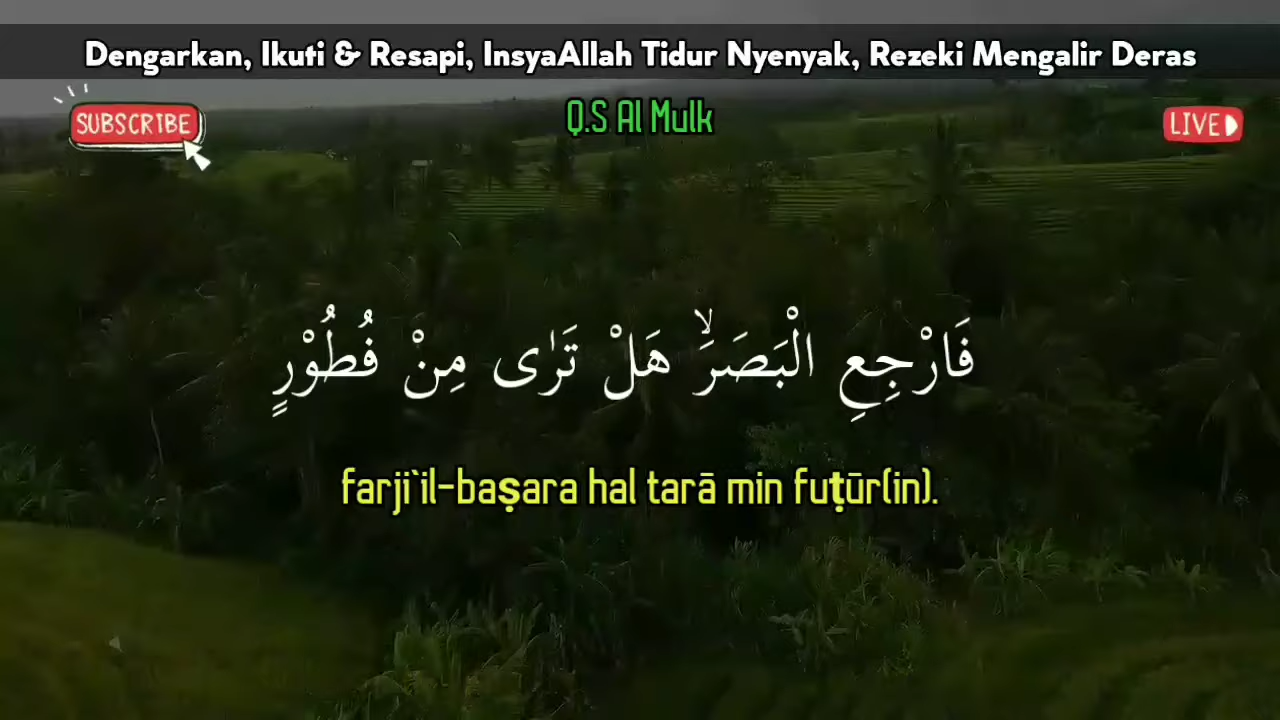 Dengarkan, Ikuti & Resapi, InsyaAllah Tidur Nyenyak, Rezeki Mengalir Deras
SUBSCRIBE
Q.S Al Mulk
LIVE
فَارْجِعِ الْبَصَرَۙ هَلْ تَرٰى مِنْ فُطُوْرٍ
farji`il-baṣara hal tarā min fuṭūr(in).